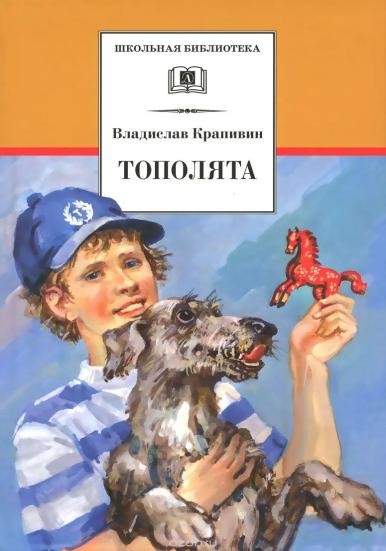 ШКОЛЬНАЯ БИБЛИОТЕКА
Владислав Крапивин
ТОПОЛЯТА